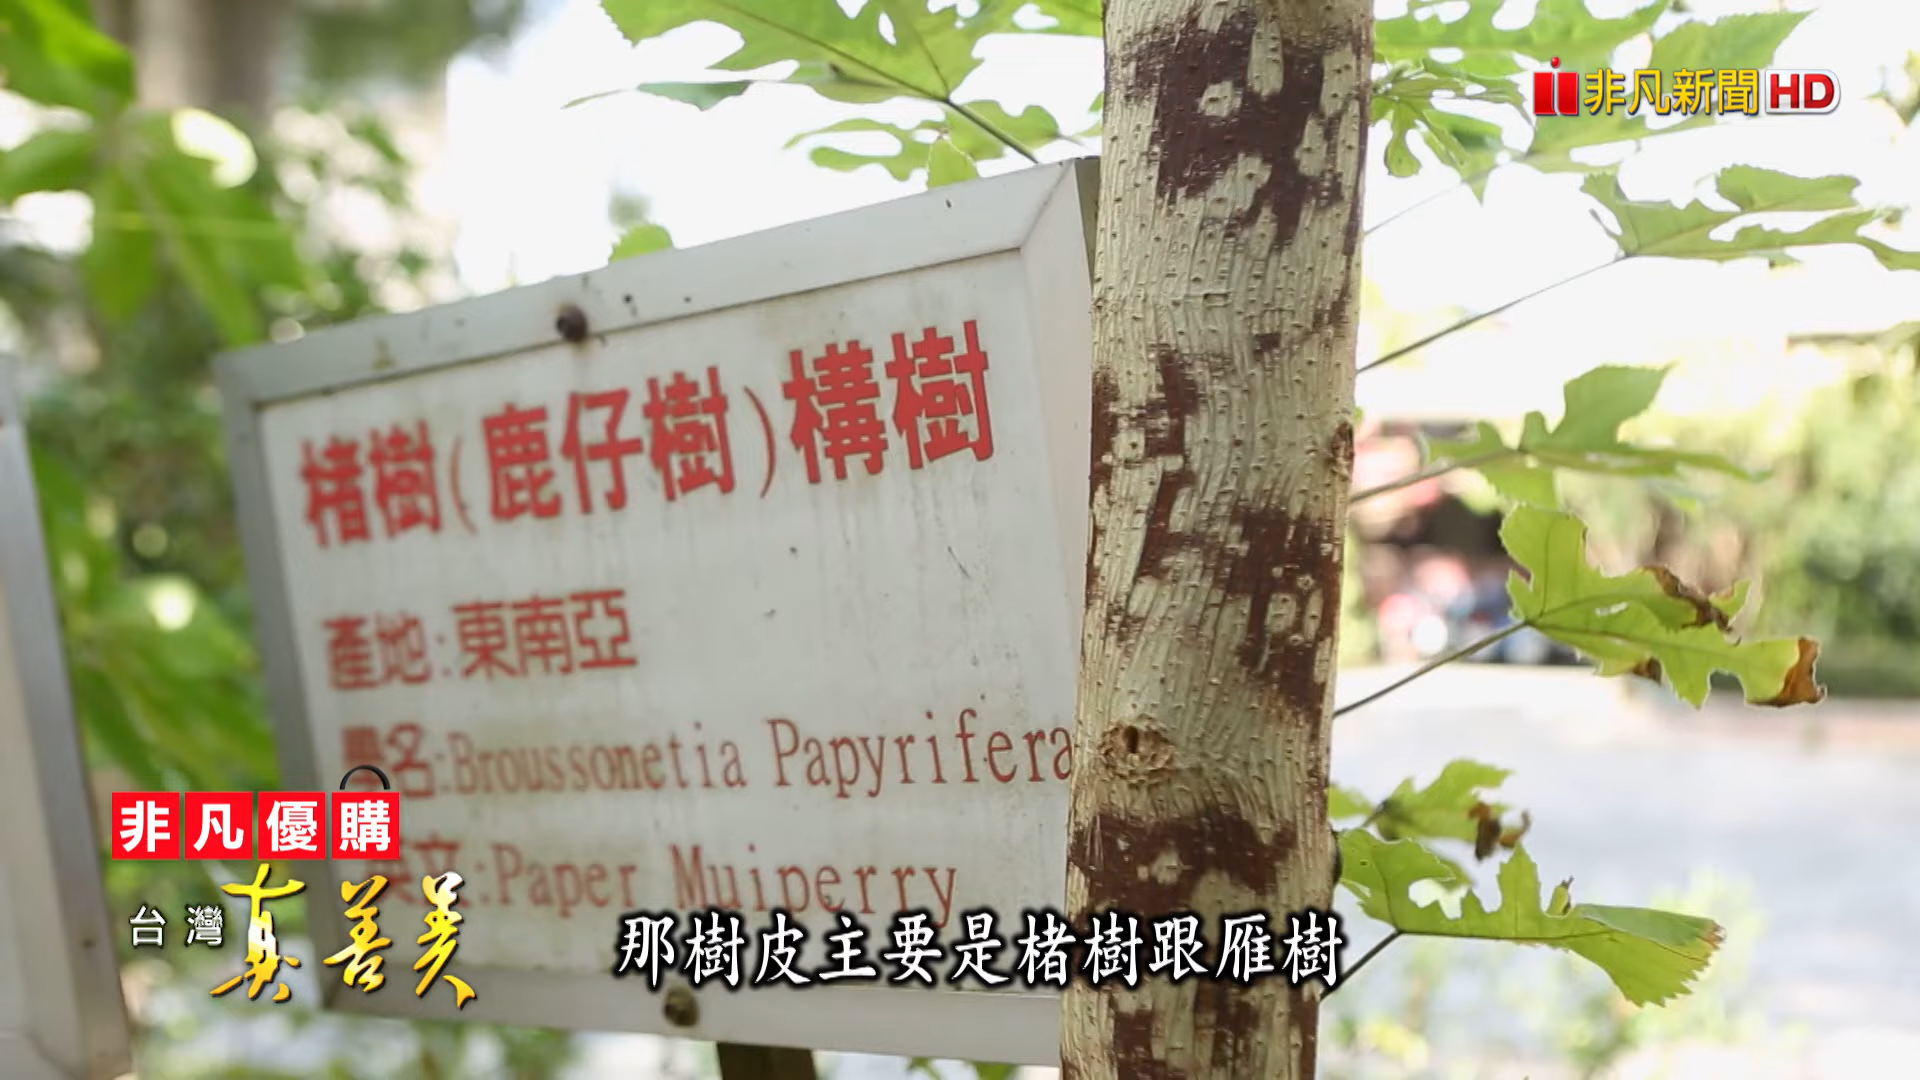 非凡新聞HD
楮樹(鹿仔樹)構樹
產地:東南亞
學名:Broussonetia Papyrifera
英文:Paper Muiperry
非凡優購
台灣真善美
那樹皮主要是楮樹跟雁樹